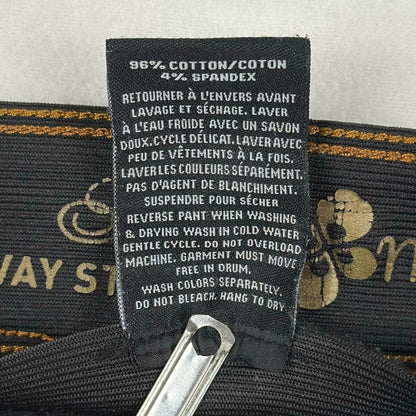 96% COTTON/COTON
4% SPANDEX
RETOURNER À L'ENVERS AVANT
LAVAGE ET SÉCHAGE. LAVER
À L'EAU FROIDE AVEC UN SAVON
DOUX. CYCLE DÉLICAT. LAVER AVEC
PEU DE VÊTEMENTS À LA FOIS.
LAVER LES COULEURS SÉPARÉMENT.
PAS D'AGENT DE BLANCHIMENT.
SUSPENDRE POUR SÉCHER
REVERSE PANT WHEN WASHING
& DRYING WASH IN COLD WATER
GENTLE CYCLE. DO NOT OVERLOAD
MACHINE. GARMENT MUST MOVE
FREE IN DRUM.
WASH COLORS SEPARATELY.
DO NOT BLEACH. HANG TO DRY
WAY ST